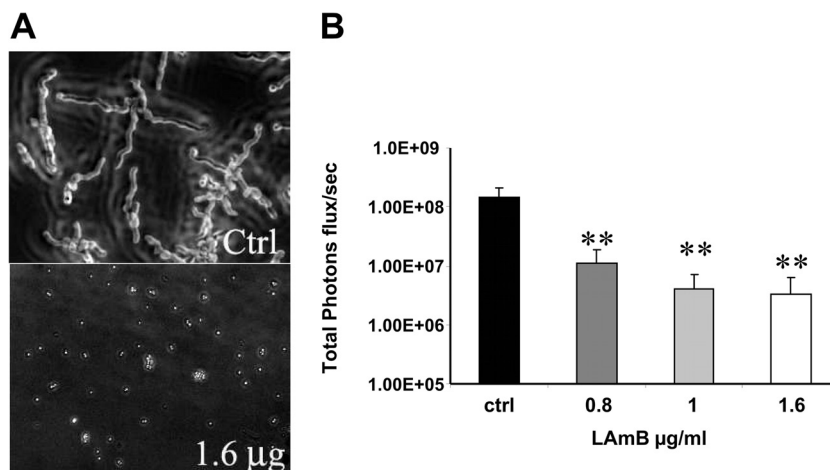 A
Ctrl
1.6 µg
B
Total Photons flux/sec
1.00E+09
1.00E+08
1.00E+07
1.00E+06
1.00E+05
**
**
**
ctrl
0.8
1
1.6
LAmB µg/ml